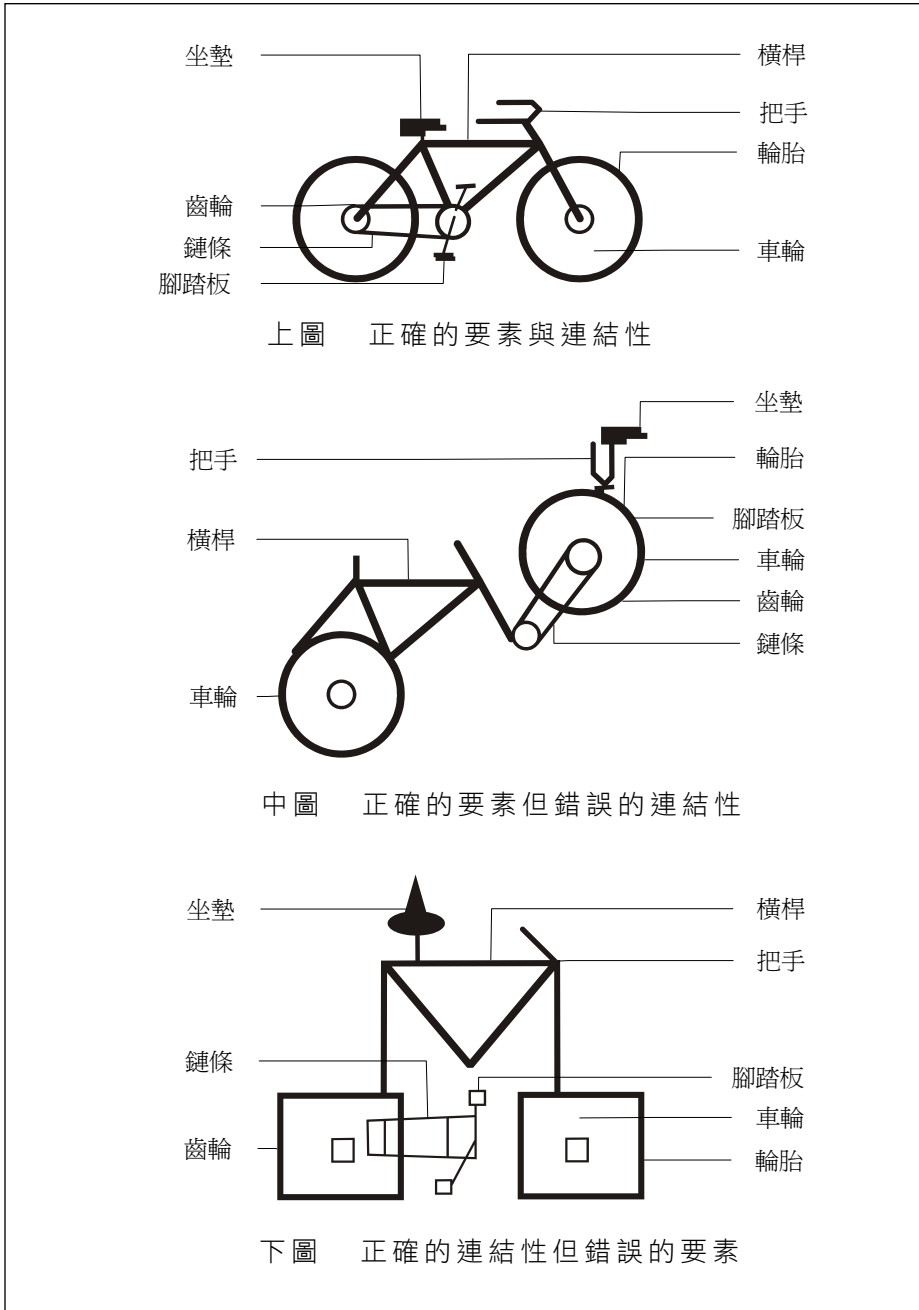 坐墊 橫桿
把手
輪胎
齒輪
鏈條 車輪
腳踏板
上圖 正確的要素與連結性
坐墊
把手 輪胎
腳踏板
橫桿
車輪
齒輪
鏈條
車輪
中圖 正確的要素但錯誤的連結性
坐墊 橫桿
把手
鏈條
腳踏板
車輪
齒輪 輪胎
下圖 正確的連結性但錯誤的要素